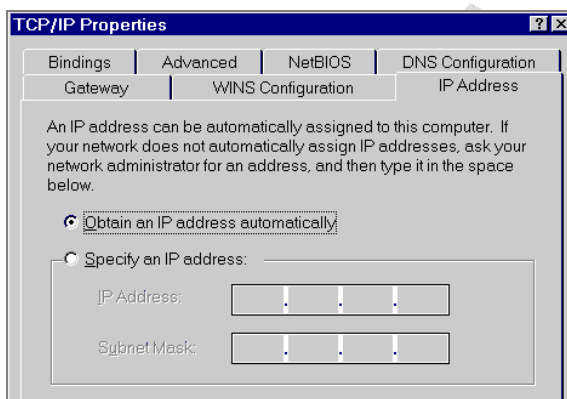 TCP/IP Properties
Bindings Advanced NetBIOS DNS Configuration
Gateway WINS Configuration IP Address
An IP address can be automatically assigned to this computer. If
your network does not automatically assign IP addresses, ask your
network administrator for an address, and then type it in the space
below.
Obtain an IP address automatically
Specify an IP address:
IP Address:
Subnet Mask: